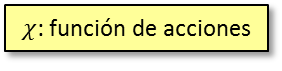 𝜒: función de acciones